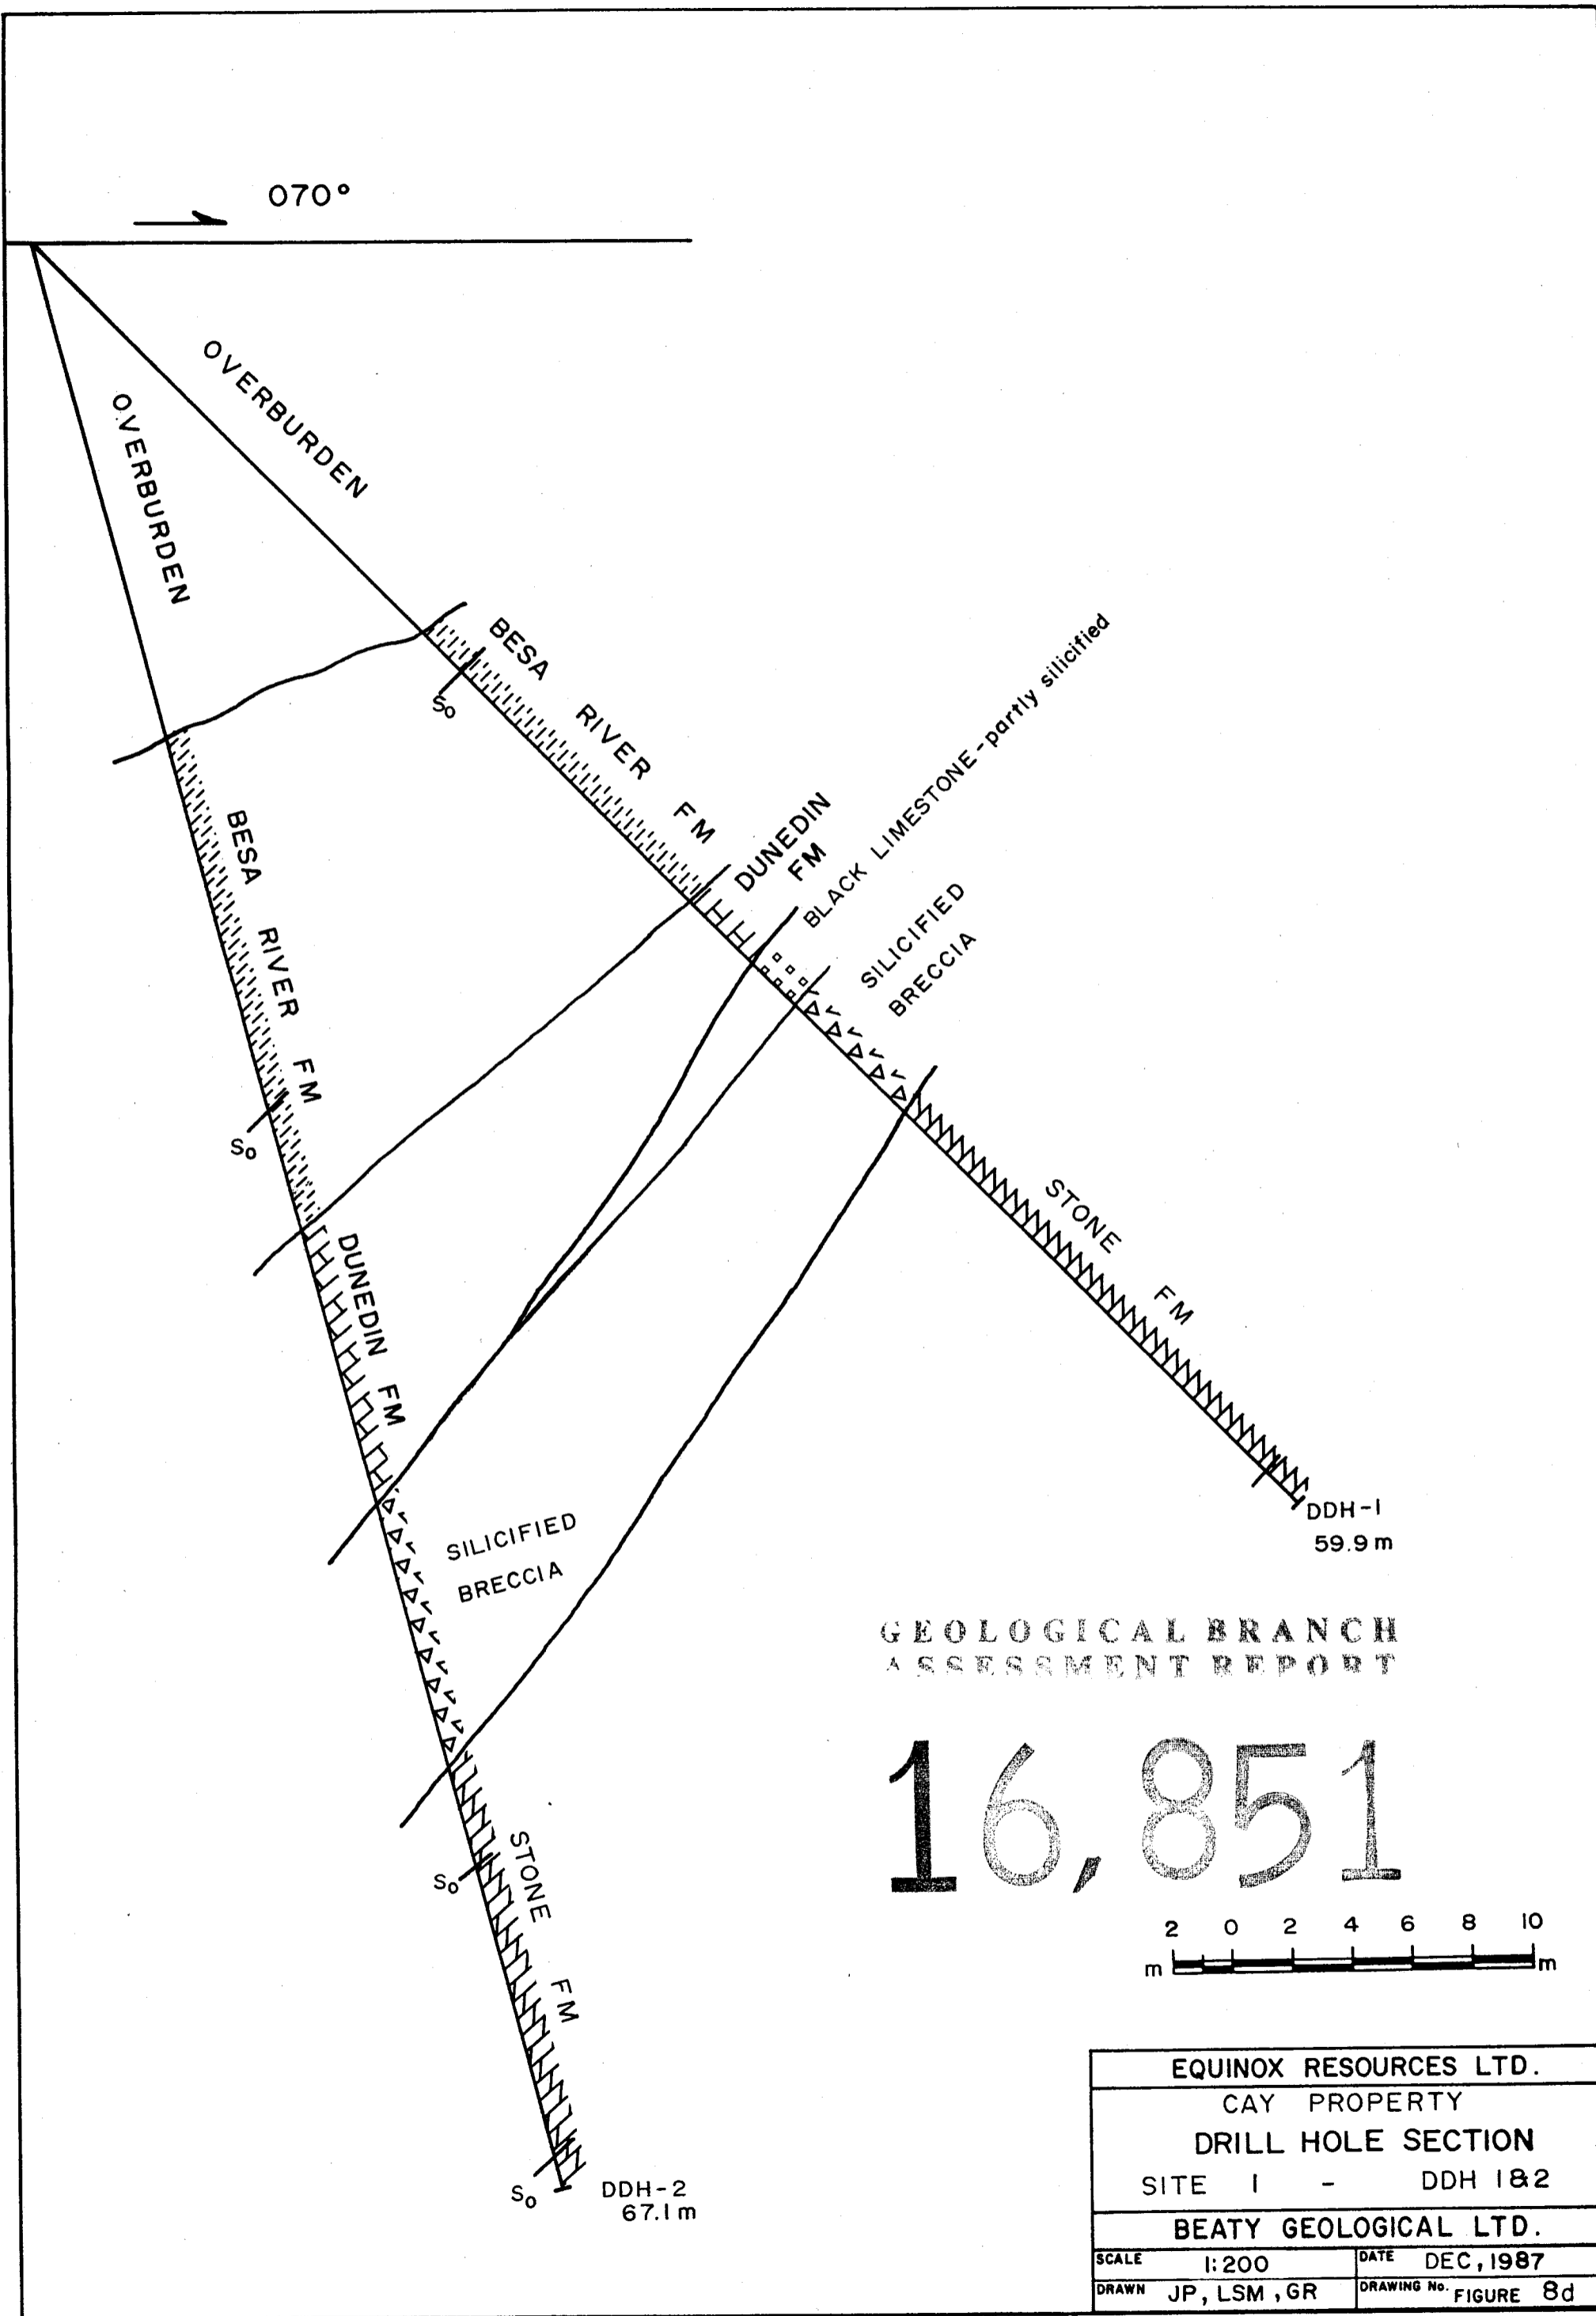 070°
OVERBURDEN
OVERBURDEN
BESA RIVER FM
So
BESA RIVER FM
So
DUNEDIN
FM
BLACK LIMESTONE - partly silicified
SILICIFIED
BRECCIA
STONE FM
DDH-1
59.9 m
DUNEDIN FM
SILICIFIED
BRECCIA
STONE FM
So
So
DDH-2
67.1 m
GEOLOGICAL BRANCH
ASSESSMENT REPORT
16,851
2 0 2 4 6 8 10
m m
EQUINOX RESOURCES LTD.
CAY PROPERTY
DRILL HOLE SECTION
SITE 1 - DDH 1&2
BEATY GEOLOGICAL LTD.
SCALE 1:200 DATE DEC, 1987
DRAWN JP, LSM, GR DRAWING No. FIGURE 8d